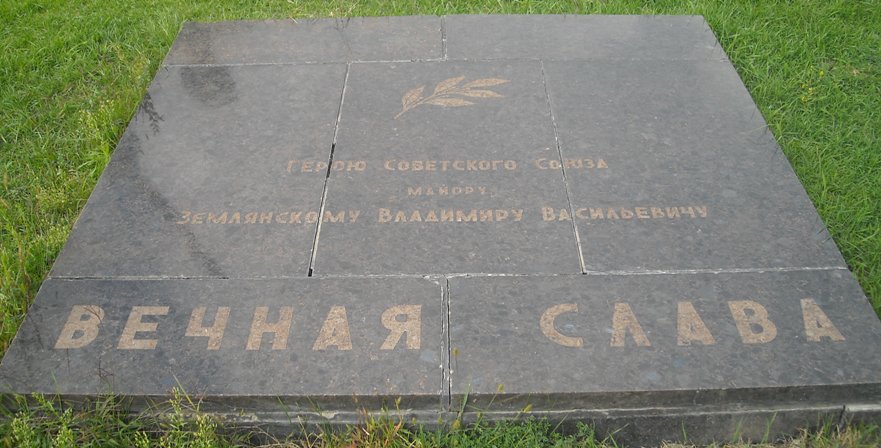 Герою Советского Союза
майору
Землянскому Владимиру Васильевичу
ВЕЧНАЯ СЛАВА